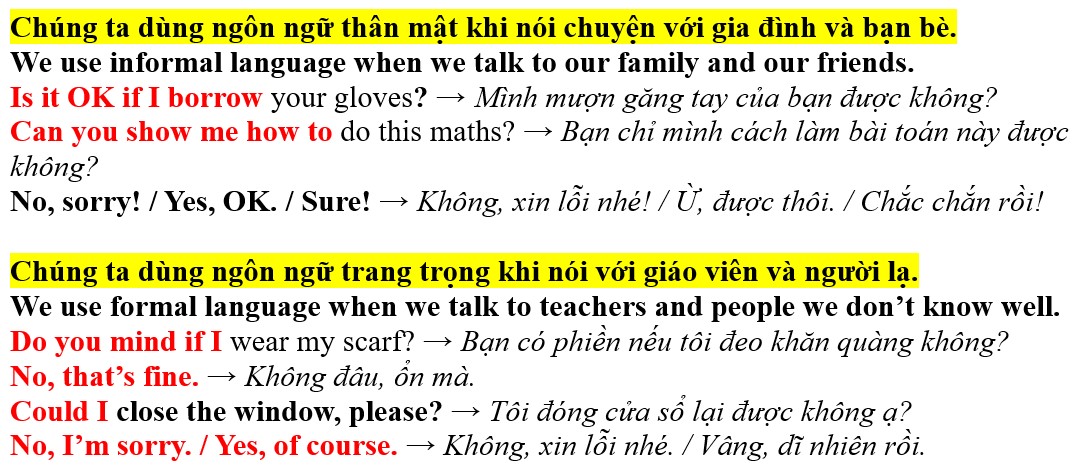 Chúng ta dùng ngôn ngữ thân mật khi nói chuyện với gia đình và bạn bè.
We use informal language when we talk to our family and our friends.
Is it OK if I borrow your gloves? → Mình mượn găng tay của bạn được không?
Can you show me how to do this maths? → Bạn chỉ mình cách làm bài toán này được
không?
No, sorry! / Yes, OK. / Sure! → Không, xin lỗi nhé! / Ừ, được thôi. / Chắc chắn rồi!
Chúng ta dùng ngôn ngữ trang trọng khi nói với giáo viên và người lạ.
We use formal language when we talk to teachers and people we don’t know well.
Do you mind if I wear my scarf? → Bạn có phiền nếu tôi đeo khăn quàng không?
No, that’s fine. → Không đâu, ổn mà.
Could I close the window, please? → Tôi đóng cửa sổ lại được không ạ?
No, I’m sorry. / Yes, of course. → Không, xin lỗi nhé. / Vâng, dĩ nhiên rồi.